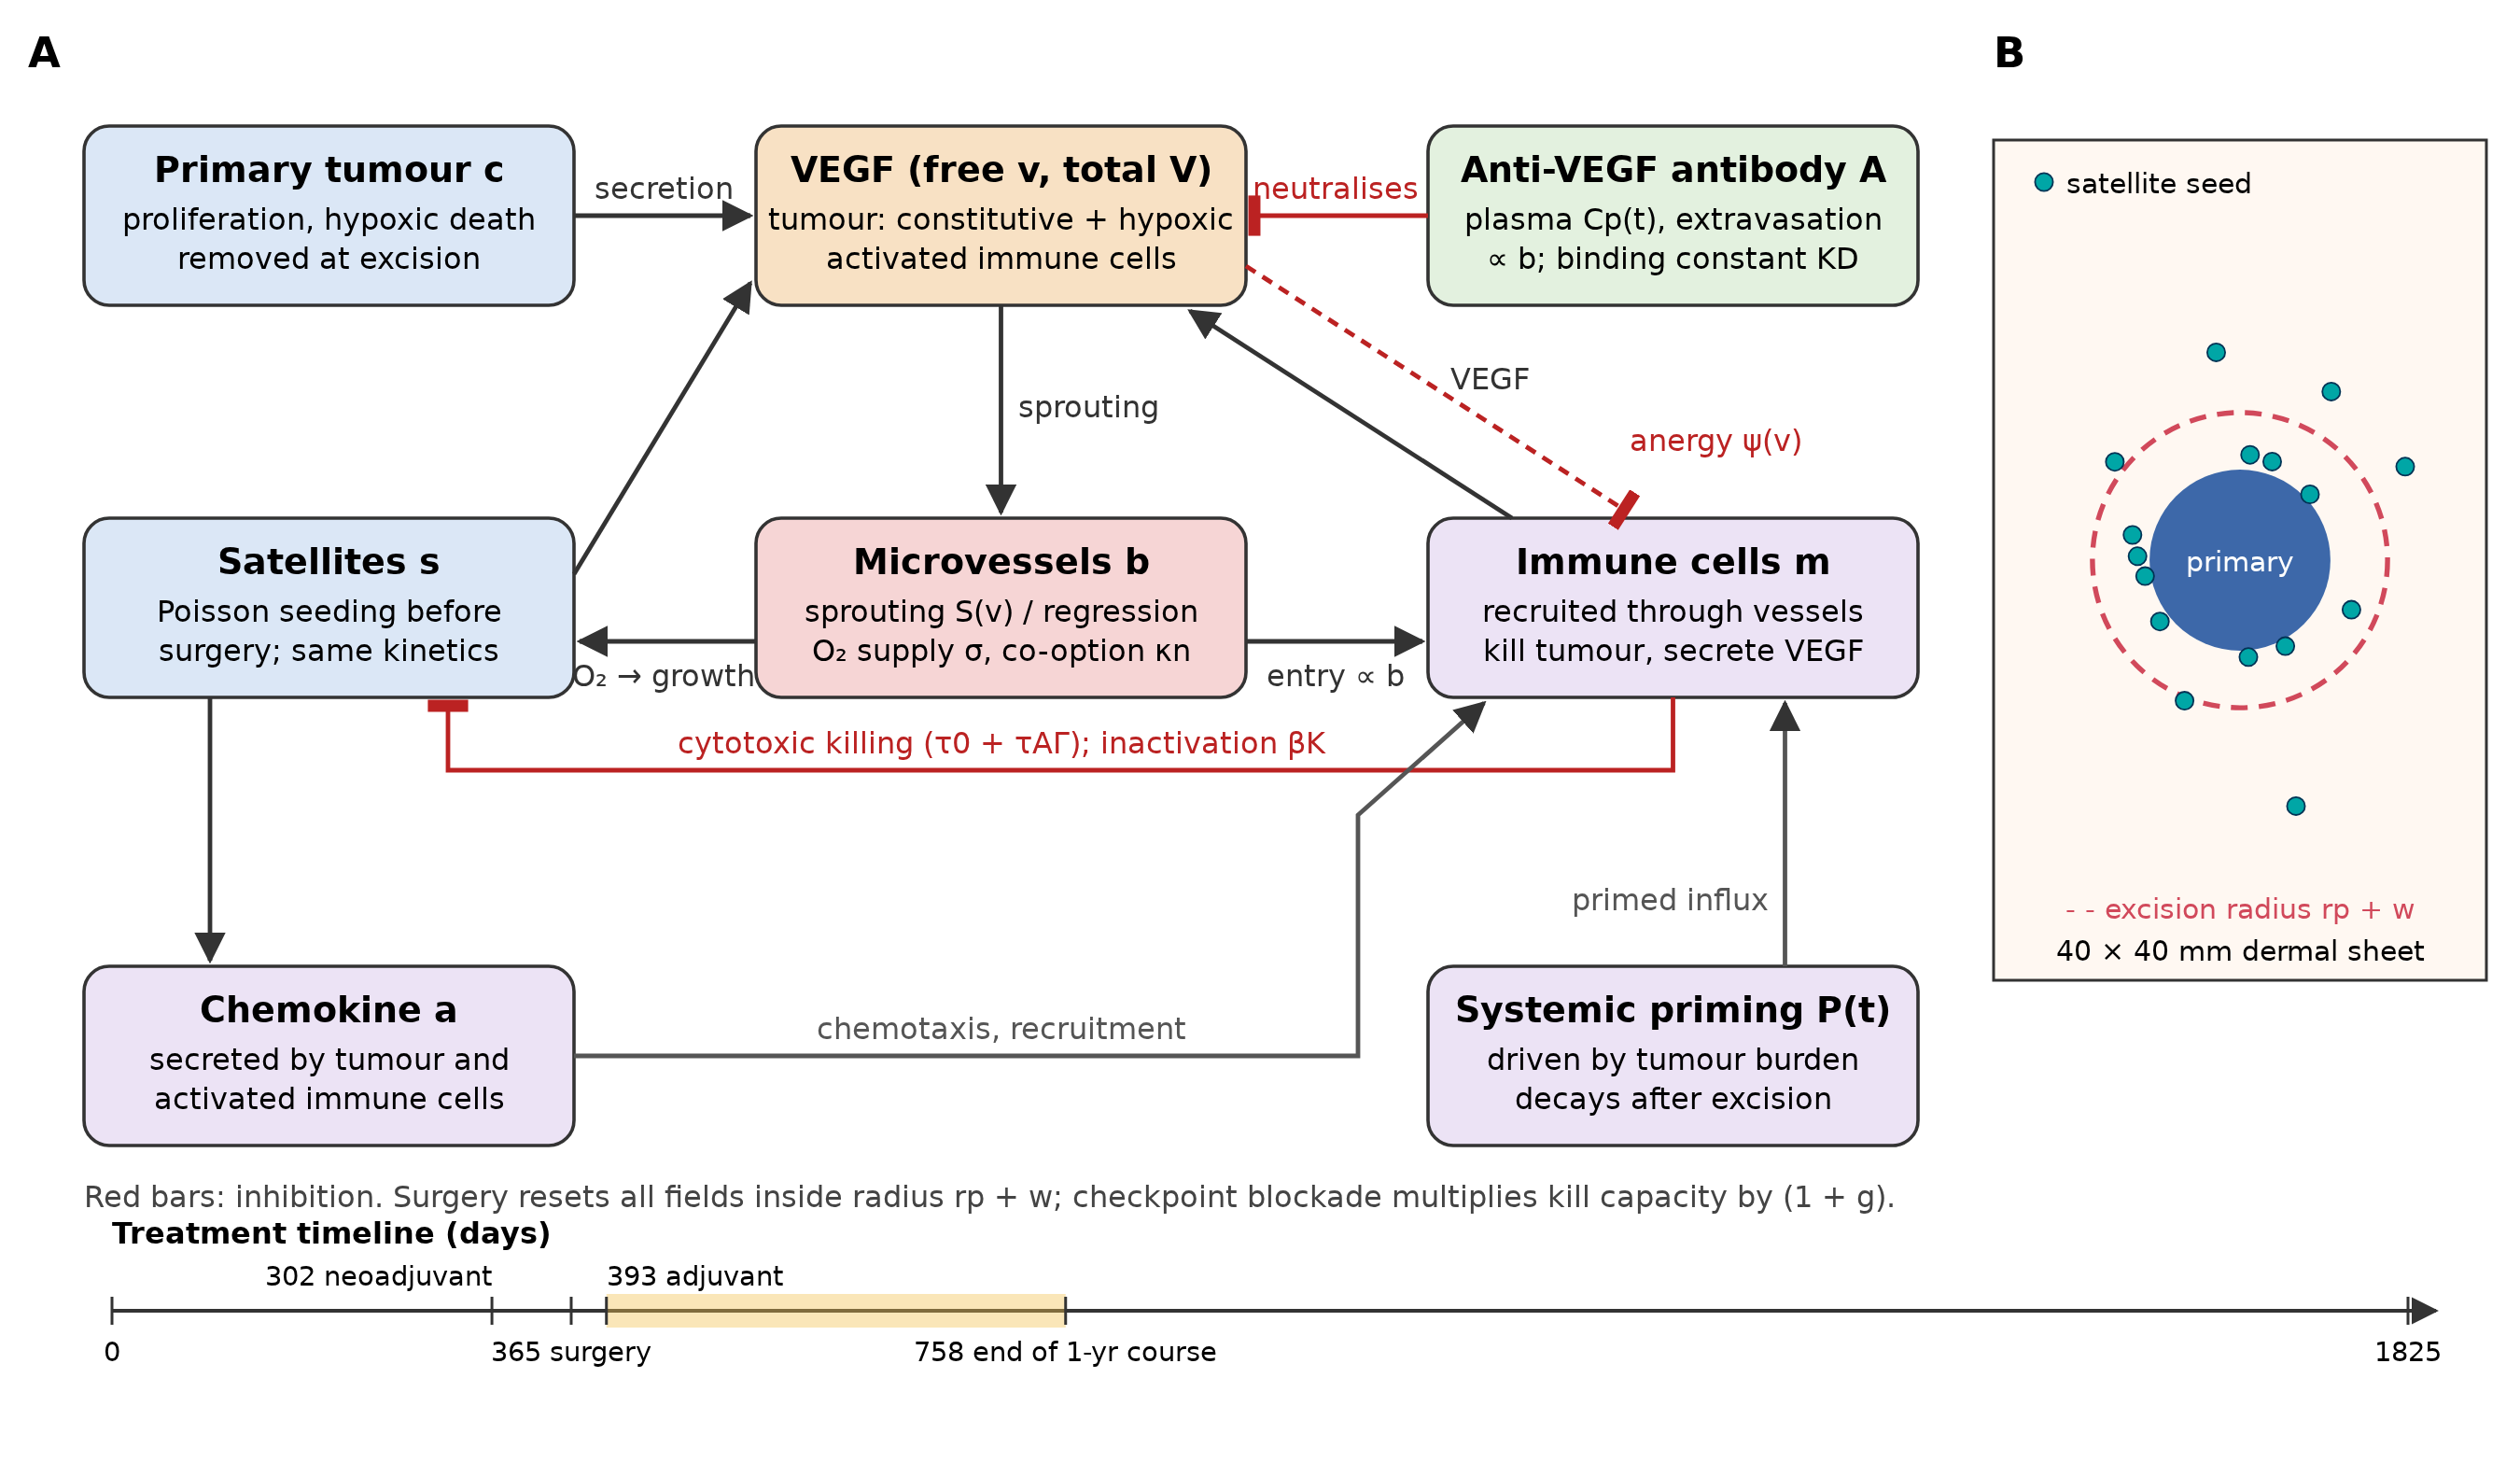 A
B
Primary tumour c
proliferation, hypoxic death
removed at excision
secretion
VEGF (free v, total V)
tumour: constitutive + hypoxic
activated immune cells
neutralises
Anti-VEGF antibody A
plasma Cp(t), extravasation
∝ b; binding constant KD
sprouting
VEGF
anergy ψ(v)
Satellites s
Poisson seeding before
surgery; same kinetics
O₂ → growth
Microvessels b
sprouting S(v) / regression
O₂ supply σ, co-option κn
entry ∝ b
Immune cells m
recruited through vessels
kill tumour, secrete VEGF
cytotoxic killing (τ0 + τAΓ); inactivation βK
primed influx
Chemokine a
secreted by tumour and
activated immune cells
chemotaxis, recruitment
Systemic priming P(t)
driven by tumour burden
decays after excision
Red bars: inhibition. Surgery resets all fields inside radius rp + w; checkpoint blockade multiplies kill capacity by (1 + g).
Treatment timeline (days)
302 neoadjuvant
393 adjuvant
0
365 surgery
758 end of 1-yr course
1825
satellite seed
primary
- - excision radius rp + w
40 × 40 mm dermal sheet